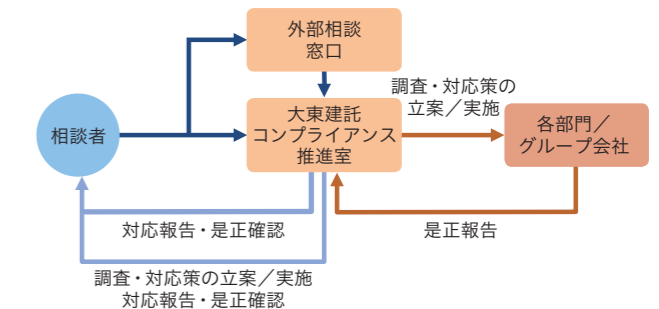 外部相談
窓口
調査・対応策の
立案／実施
相談者
大東建託
コンプライアンス
推進室
各部門／
グループ会社
対応報告・是正確認
是正報告
調査・対応策の立案／実施
対応報告・是正確認